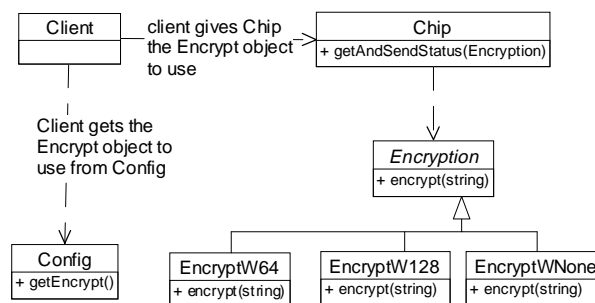 Client
client gives Chip
the Encrypt object
to use
Chip
+ getAndSendStatus(Encryption)
Client gets the
Encrypt object to
use from Config
Encryption
+ encrypt(string)
Config
+ getEncrypt()
EncryptW64
+ encrypt(string)
EncryptW128
+ encrypt(string)
EncryptWNone
+ encrypt(string)